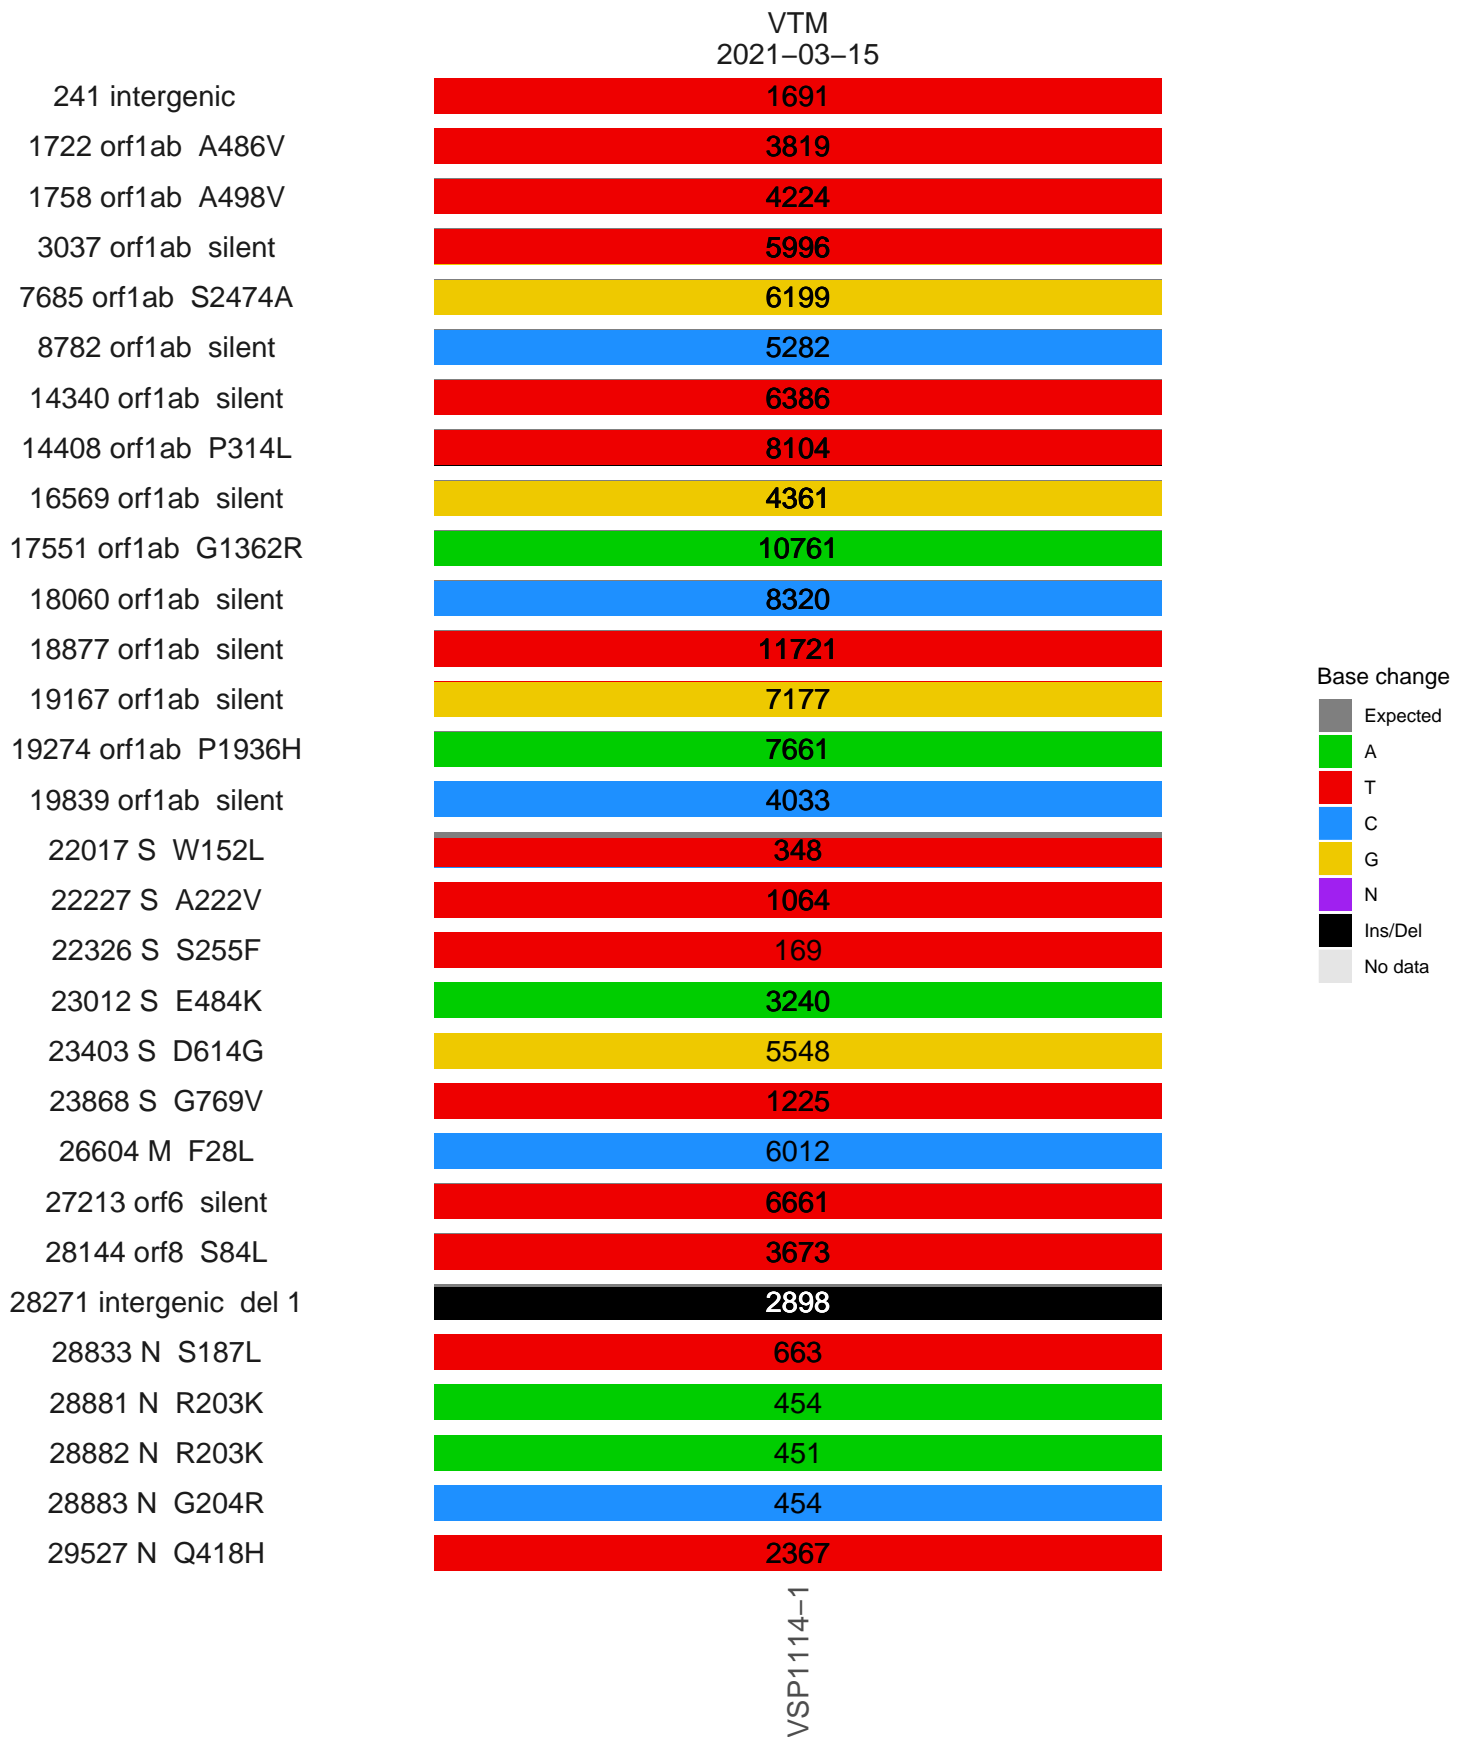 VTM
2021−03−15
241 intergenic 1691
1722 orf1ab A486V 3819
1758 orf1ab A498V 4224
3037 orf1ab silent 5996
7685 orf1ab S2474A 6199
8782 orf1ab silent 5282
14340 orf1ab silent 6386
14408 orf1ab P314L 8104
16569 orf1ab silent 4361
17551 orf1ab G1362R 10761
18060 orf1ab silent 8320
18877 orf1ab silent 11721
19167 orf1ab silent 7177
19274 orf1ab P1936H 7661
19839 orf1ab silent 4033
22017 S W152L 348
22227 S A222V 1064
22326 S S255F 169
23012 S E484K 3240
23403 S D614G 5548
23868 S G769V 1225
26604 M F28L 6012
27213 orf6 silent 6661
28144 orf8 S84L 3673
28271 intergenic del 1 2898
28833 N S187L 663
28881 N R203K 454
28882 N R203K 451
28883 N G204R 454
29527 N Q418H 2367
VSP1114−1
Base change
Expected
A
T
C
G
N
Ins/Del
No data